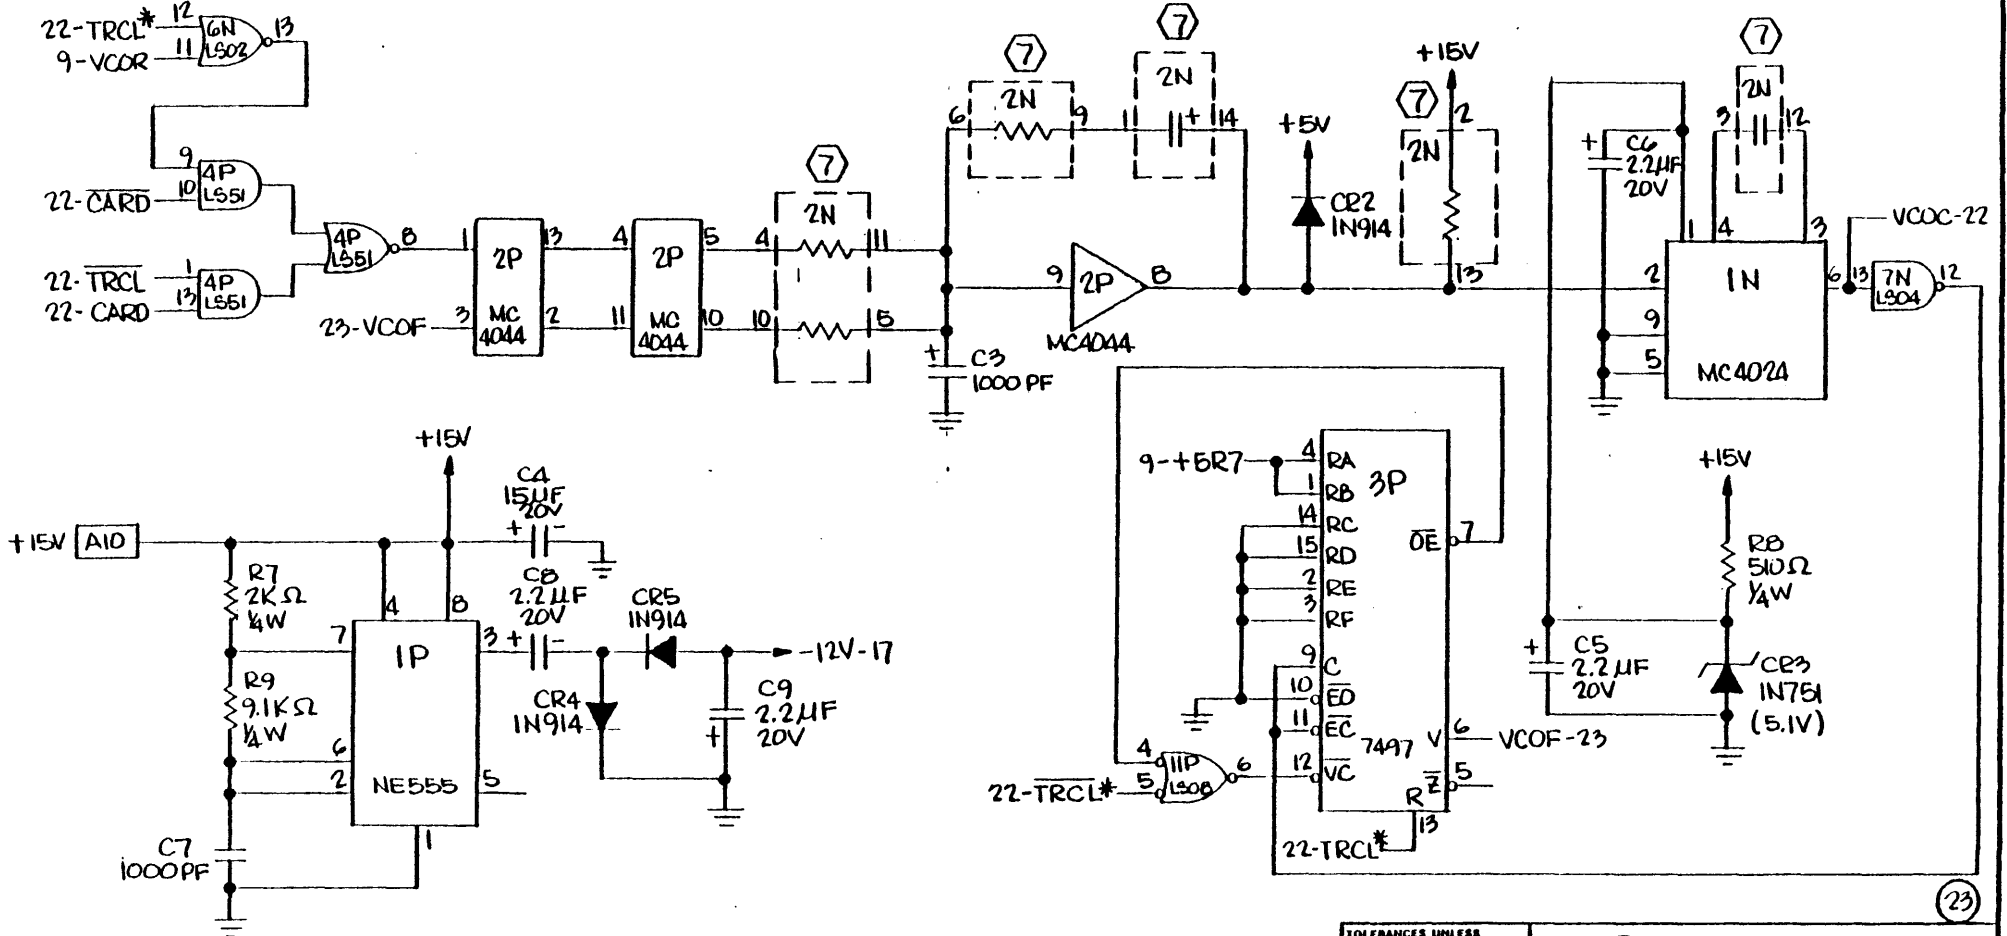 22-TRCL* 12
6N
LS02
13
9-VCOR 11
9
4P
LS51
22-CARD 10
22-TRCL 1
4P
LS51
22-CARD 13
4P
LS51
8
1
2P
MC
4044
13
23-VCOF 3
2
4
2P
MC
4044
5
11
10
7
2N
4
11
10
5
7
2N
6
9
7
2N
1
+
14
9
2P
8
MC4044
+
C3
1000PF
+5V
CR2
1N914
+15V
7
2
2N
13
+
C6
2.2µF
20V
7
2N
3
12
1
4
3
2
1N
6
9
5
MC4024
VCOC-22
13
7N
LS04
12
+15V
+15V A10
C4
15µF
20V
+
-
R7
2KΩ
1/4W
4
8
C8
2.2µF
20V
+
-
CR5
1N914
7
1P
3
-12V-17
R9
9.1KΩ
1/4W
CR4
1N914
C9
2.2µF
20V
+
6
2
NE555
5
1
C7
1000PF
9-+5R7
4 RA
3P
1 RB
14 RC
15 RD
2 RE
3 RF
OE 7
9 C
10 EO
11 EC
7497
V 6
VCOF-23
12 VC
Z 5
R
13
4
11P
LS08
6
22-TRCL* 5
22-TRCL*
+15V
R8
510Ω
1/4W
+
C5
2.2µF
20V
CR3
1N751
(5.1V)
23
TOLERANCES UNLESS